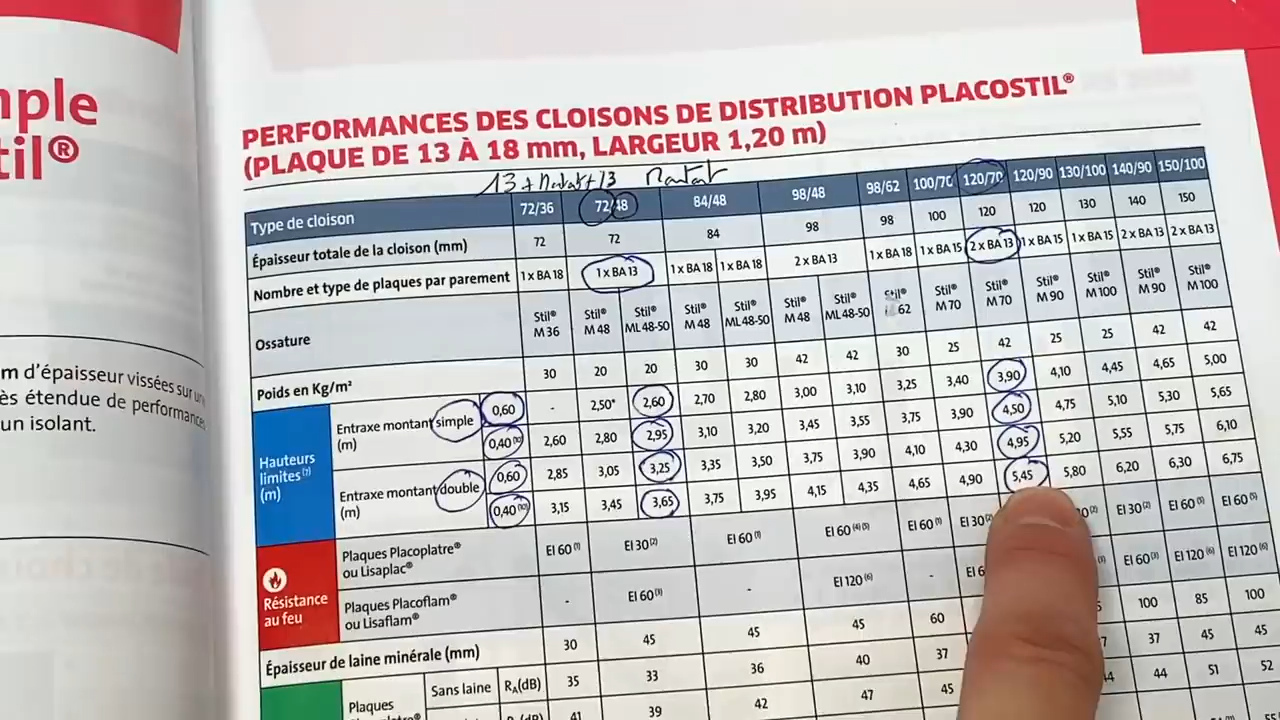 mple
til®
m d'épaisseur vissées sur un
ès étendue de performances
un isolant.
PERFORMANCES DES CLOISONS DE DISTRIBUTION PLACOSTIL®
(PLAQUE DE 13 À 18 mm, LARGEUR 1,20 m)
Type de cloison 72/36 72/48 84/48 98/48 98/62 100/70 120/70 120/90 130/100 140/90 150/100
Épaisseur totale de la cloison (mm) 72 72 84 98 98 100 120 120 130 140 150
Nombre et type de plaques par parement 1 x BA 18 1 x BA 13 1 x BA 18 1 x BA 18 2 x BA 13 1 x BA 18 1 x BA 15 2 x BA 13 1 x BA 15 1 x BA 15 2 x BA 13 2 x BA 13
Ossature Stil® M 36 Stil® M 48 Stil® ML 48-50 Stil® M 48 Stil® ML 48-50 Stil® M 48 Stil® ML 48-50 Stil® 62 Stil® M 70 Stil® M 70 Stil® M 90 Stil® M 100 Stil® M 90 Stil® M 100
Poids en Kg/m² 30 20 20 30 30 42 42 30 25 42 25 25 42 42
Hauteurs limites (7) (m)
Entraxe montant simple (m)
0,60 - 2,50* 2,60 2,70 2,80 3,00 3,10 3,25 3,40 3,90 4,10 4,45 4,65 5,00
0,40 (10) 2,60 2,80 2,95 3,10 3,20 3,45 3,55 3,75 3,90 4,50 4,75 5,10 5,30 5,65
Entraxe montant double (m)
0,60 2,85 3,05 3,25 3,35 3,50 3,75 3,90 4,10 4,30 4,95 5,20 5,55 5,75 6,10
0,40 (10) 3,15 3,45 3,65 3,75 3,95 4,15 4,35 4,65 4,90 5,45 5,80 6,20 6,30 6,75
Résistance au feu
Plaques Placoplatre® ou Lisaplac® EI 60 (1) EI 30 (2) EI 60 (1) EI 60 (4) (5) EI 60 (1) EI 30 (2) EI 30 (2) EI 60 (5) EI 60 (5)
Plaques Placoflam® ou Lisaflam® - EI 60 (3) - EI 120 (6) - EI 6 EI 60 (3) EI 120 (6) EI 120 (6)
Épaisseur de laine minérale (mm) 30 45 45 45 60 100 85 100
Plaques
Sans laine RA(dB) 35 33 36 40 37 37 45 45
41 39 42 47 45 44 51 52